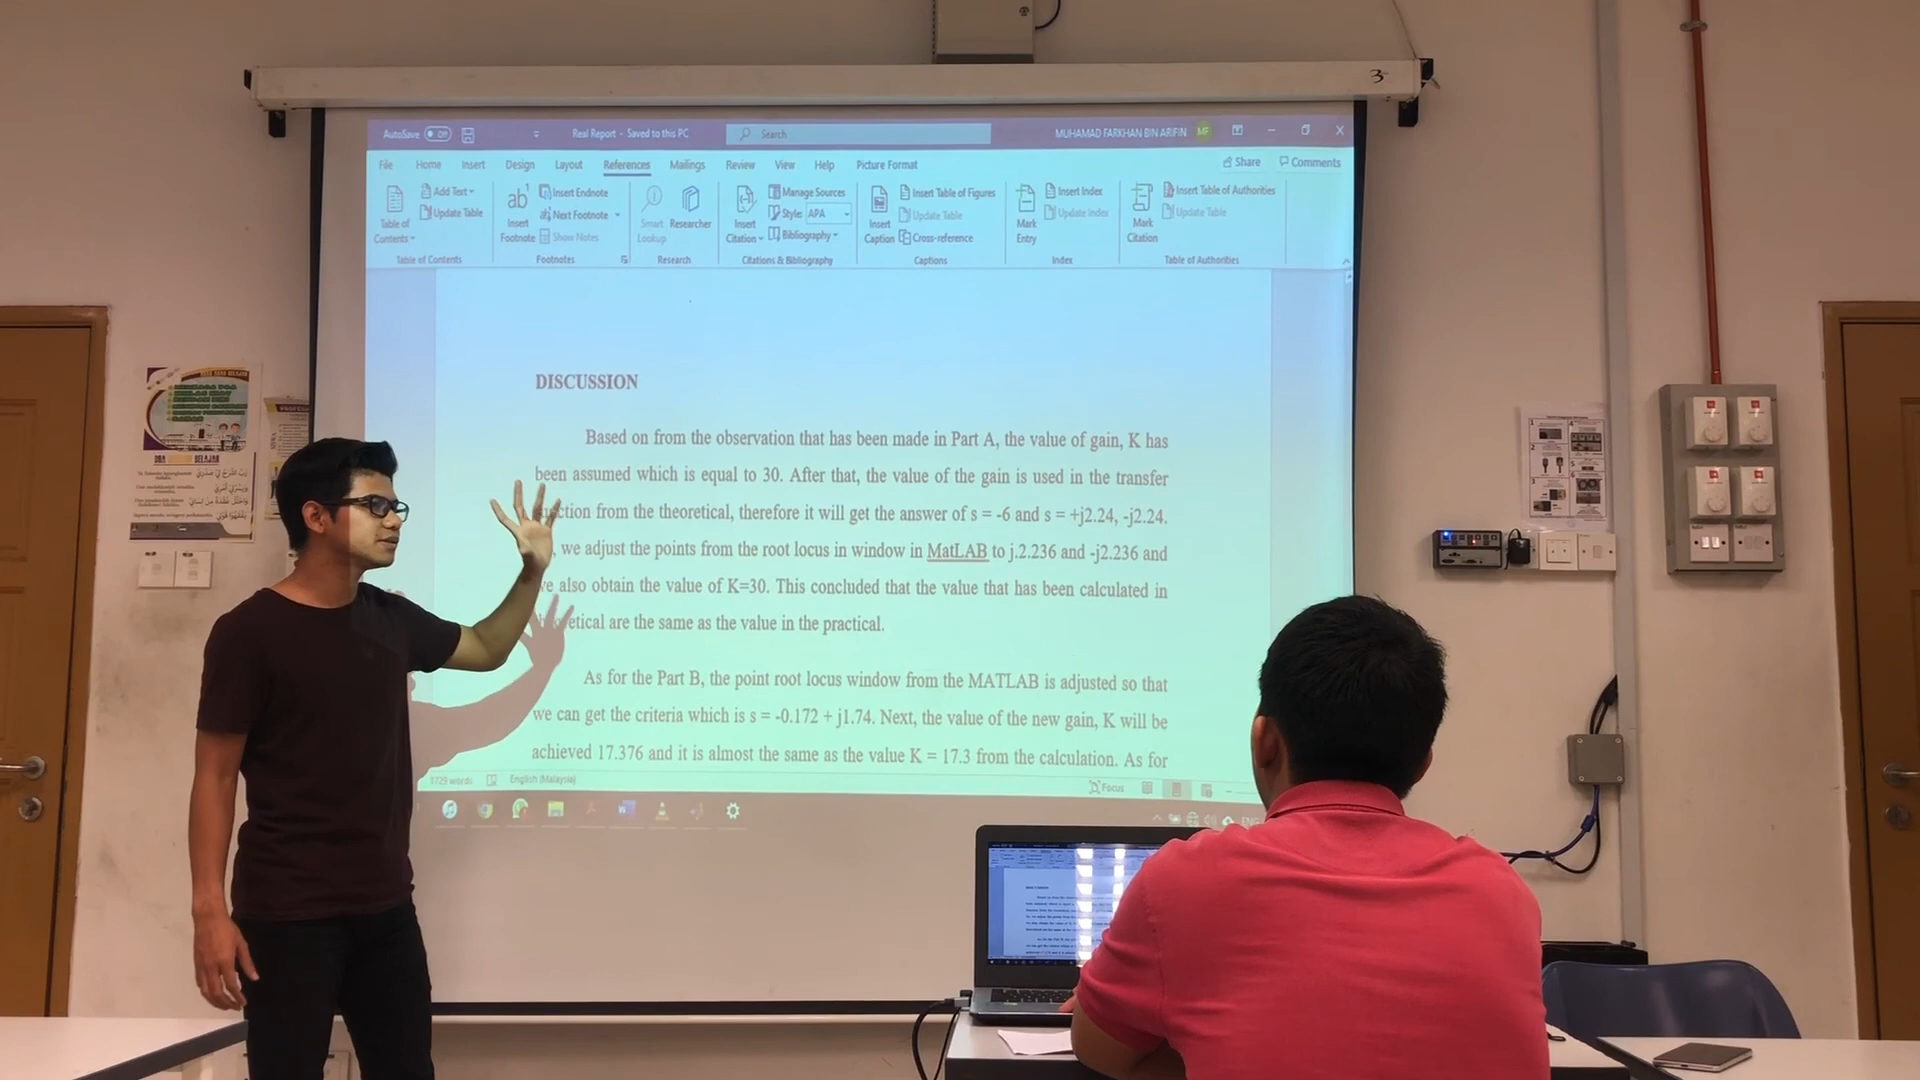 3
AutoSave Off
Real Report - Saved to this PC
Search
MUHAMAD FARKHAN BIN ARIFIN MF
File Home Insert Design Layout References Mailings Review View Help Picture Format
Share Comments
Table of Contents
Add Text
Update Table
Table of Contents
ab
Insert Footnote
Insert Endnote
Next Footnote
Show Notes
Footnotes
Smart Lookup
Researcher
Research
Insert Citation
Manage Sources
Style: APA
Bibliography
Citations & Bibliography
Insert Caption
Insert Table of Figures
Update Table
Cross-reference
Captions
Mark Entry
Insert Index
Update Index
Index
Mark Citation
Insert Table of Authorities
Update Table
Table of Authorities
DISCUSSION
Based on from the observation that has been made in Part A, the value of gain, K has
been assumed which is equal to 30. After that, the value of the gain is used in the transfer
from the theoretical, therefore it will get the answer of s = -6 and s = +j2.24, -j2.24.
, we adjust the points from the root locus in window in MatLAB to j.2.236 and -j2.236 and
we also obtain the value of K=30. This concluded that the value that has been calculated in
are the same as the value in the practical.
As for the Part B, the point root locus window from the MATLAB is adjusted so that
we can get the criteria which is s = -0.172 + j1.74. Next, the value of the new gain, K will be
achieved 17.376 and it is almost the same as the value K = 17.3 from the calculation. As for
1729 words English (Malaysia)
Focus
ENG
DOA BELAJAR